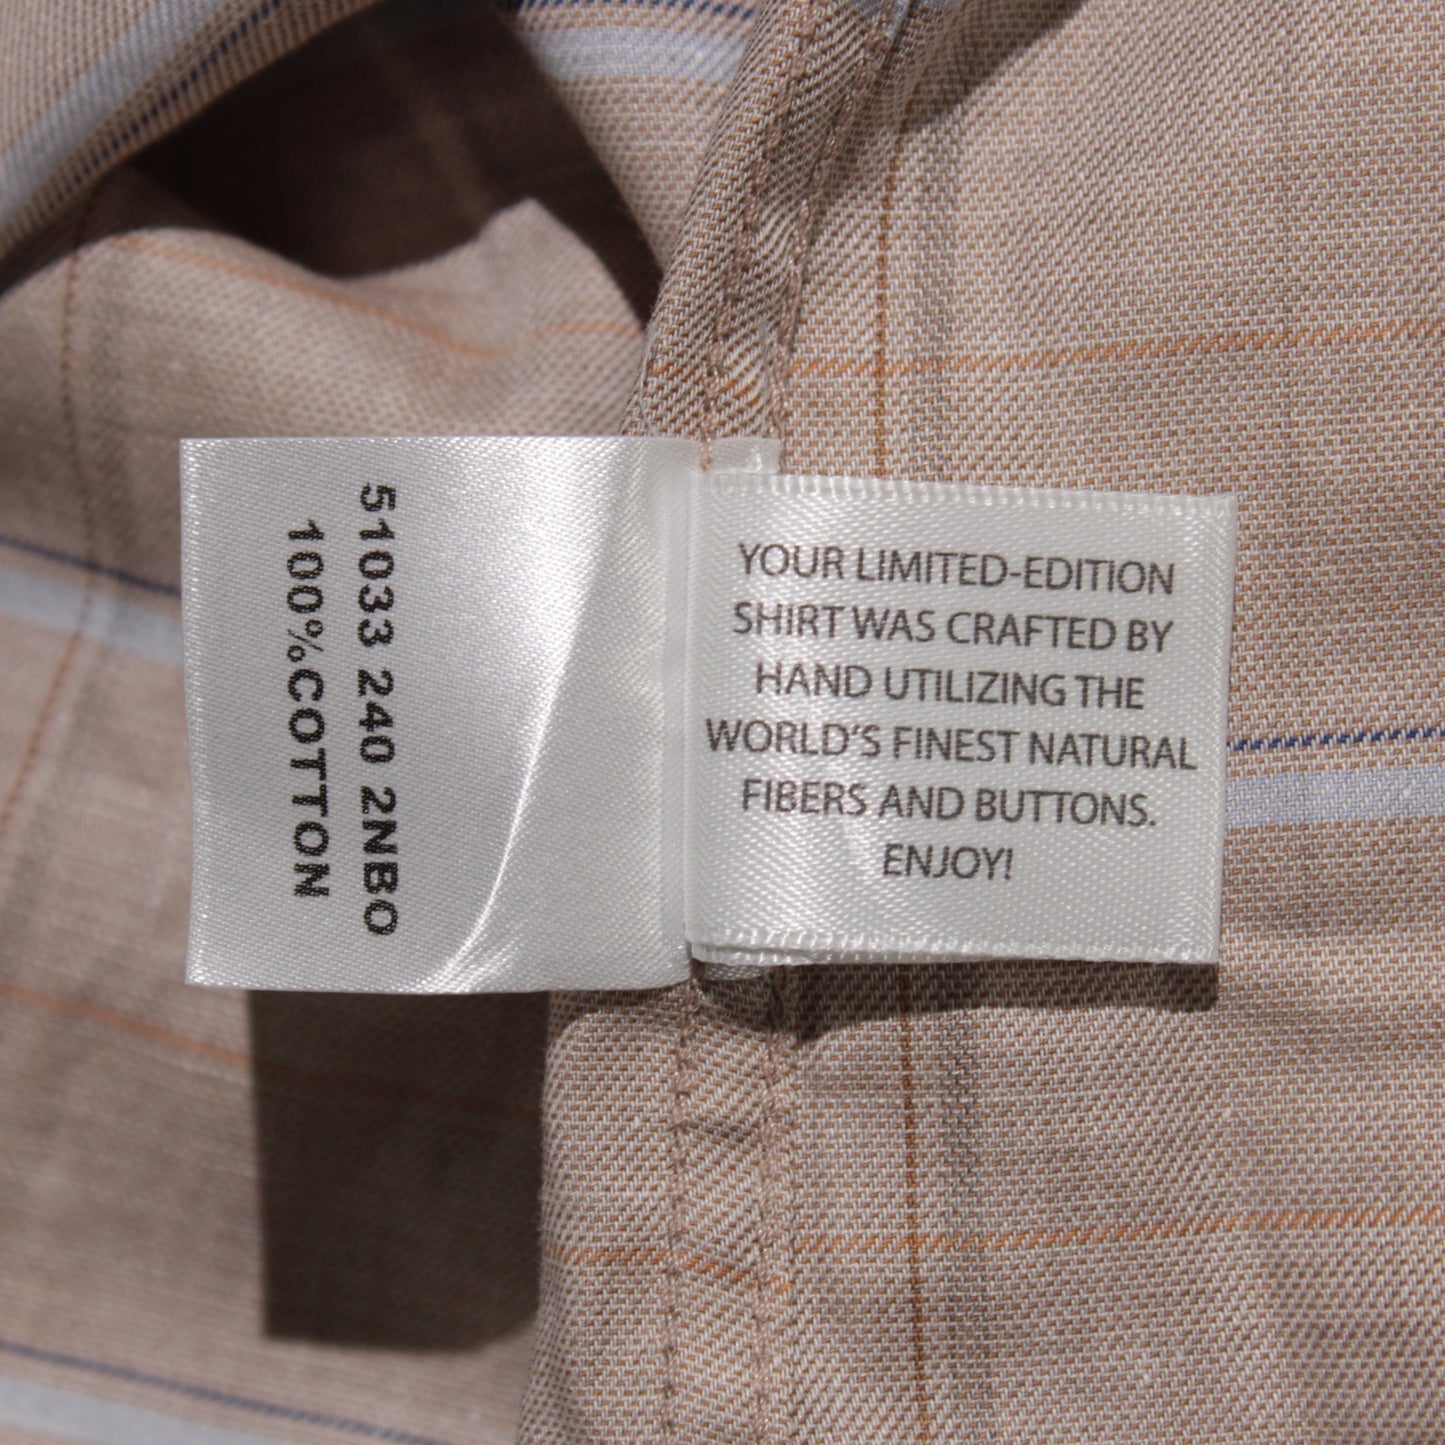 51033 240 2NBO
100%COTTON
YOUR LIMITED-EDITION
SHIRT WAS CRAFTED BY
HAND UTILIZING THE
WORLD'S FINEST NATURAL
FIBERS AND BUTTONS.
ENJOY!